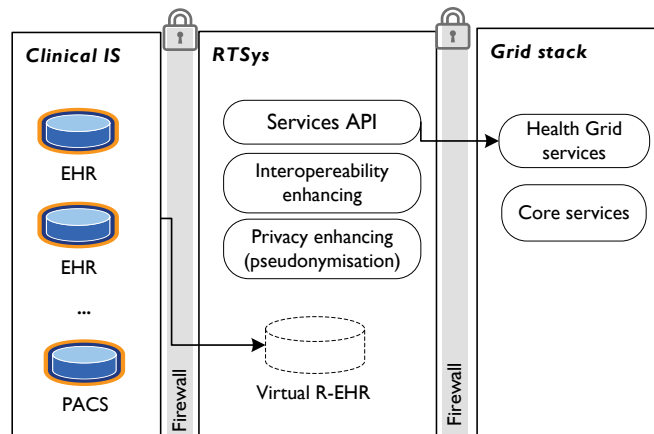 Clinical IS
EHR
EHR
...
PACS
Firewall
RTSys
Services API
Interopereability
enhancing
Privacy enhancing
(pseudonymisation)
Virtual R-EHR
Firewall
Grid stack
Health Grid
services
Core services